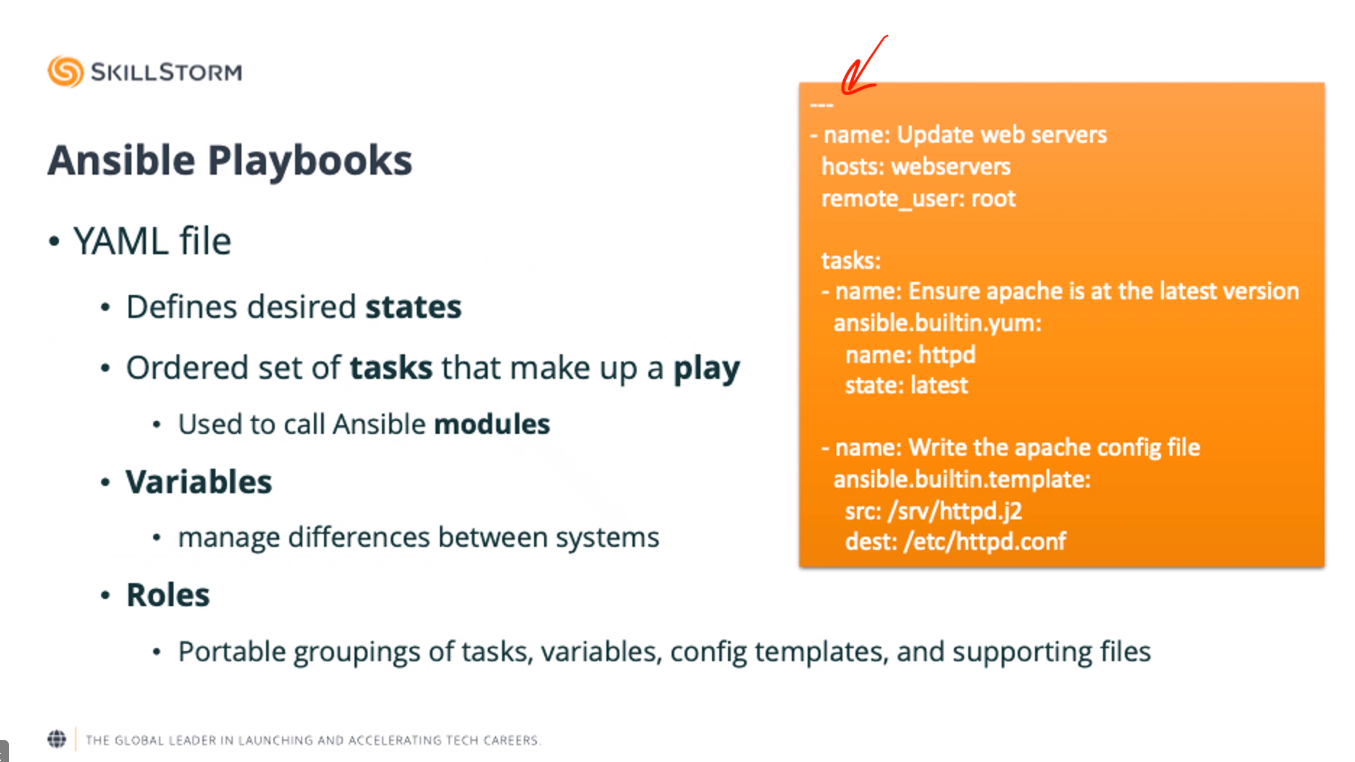 SKILLSTORM
Ansible Playbooks
• YAML file
• Defines desired states
• Ordered set of tasks that make up a play
• Used to call Ansible modules
• Variables
• manage differences between systems
• Roles
• Portable groupings of tasks, variables, config templates, and supporting files
---
- name: Update web servers
  hosts: webservers
  remote_user: root
  tasks:
  - name: Ensure apache is at the latest version
    ansible.builtin.yum:
      name: httpd
      state: latest
  - name: Write the apache config file
    ansible.builtin.template:
      src: /srv/httpd.j2
      dest: /etc/httpd.conf
THE GLOBAL LEADER IN LAUNCHING AND ACCELERATING TECH CAREERS.